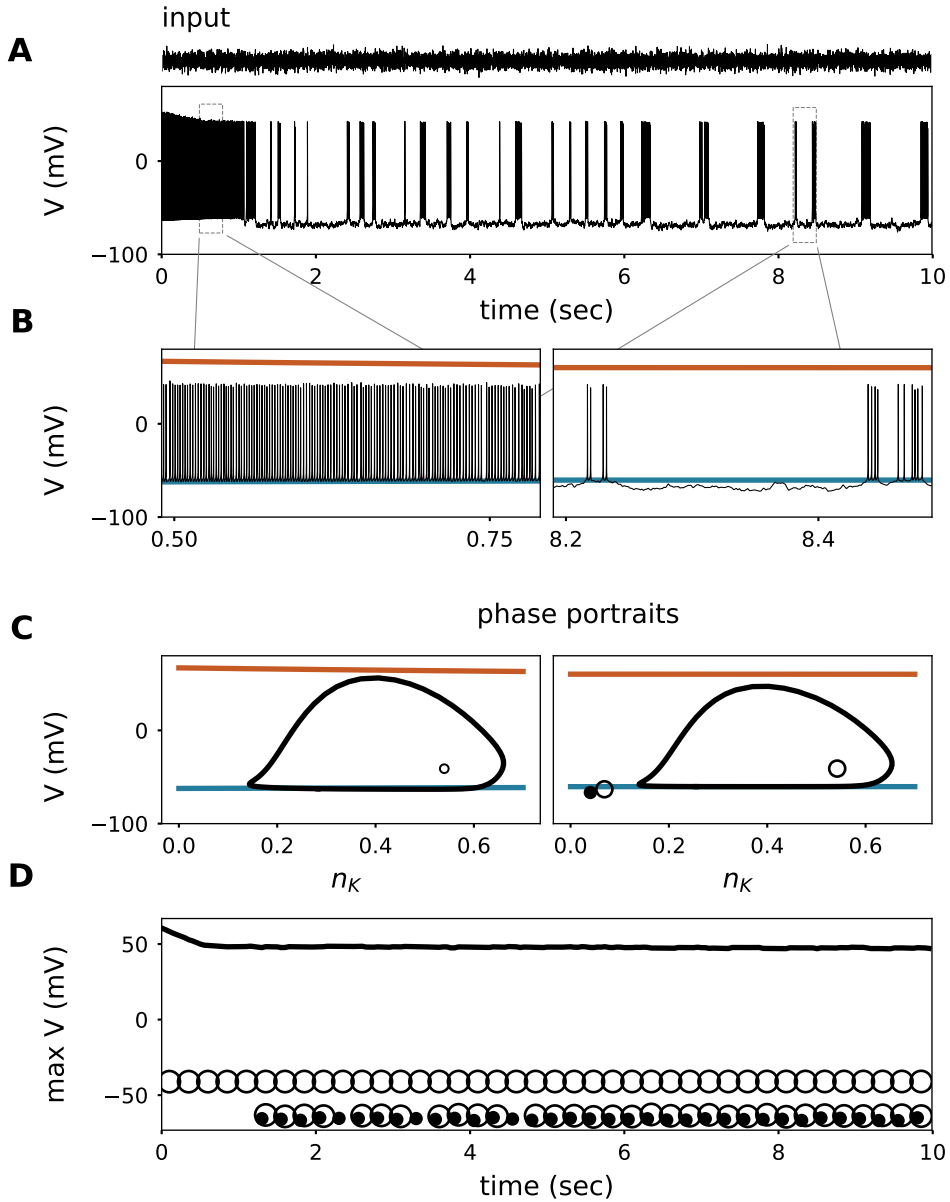 input
A
V (mV)
0
−100
0 2 4 6 8 10
time (sec)
B
V (mV)
0
−100
0.50 0.75 8.2 8.4
phase portraits
C
V (mV)
0
−100
0.0 0.2 0.4 0.6 0.0 0.2 0.4 0.6
n_K n_K
D
max V (mV)
50
0
−50
0 2 4 6 8 10
time (sec)